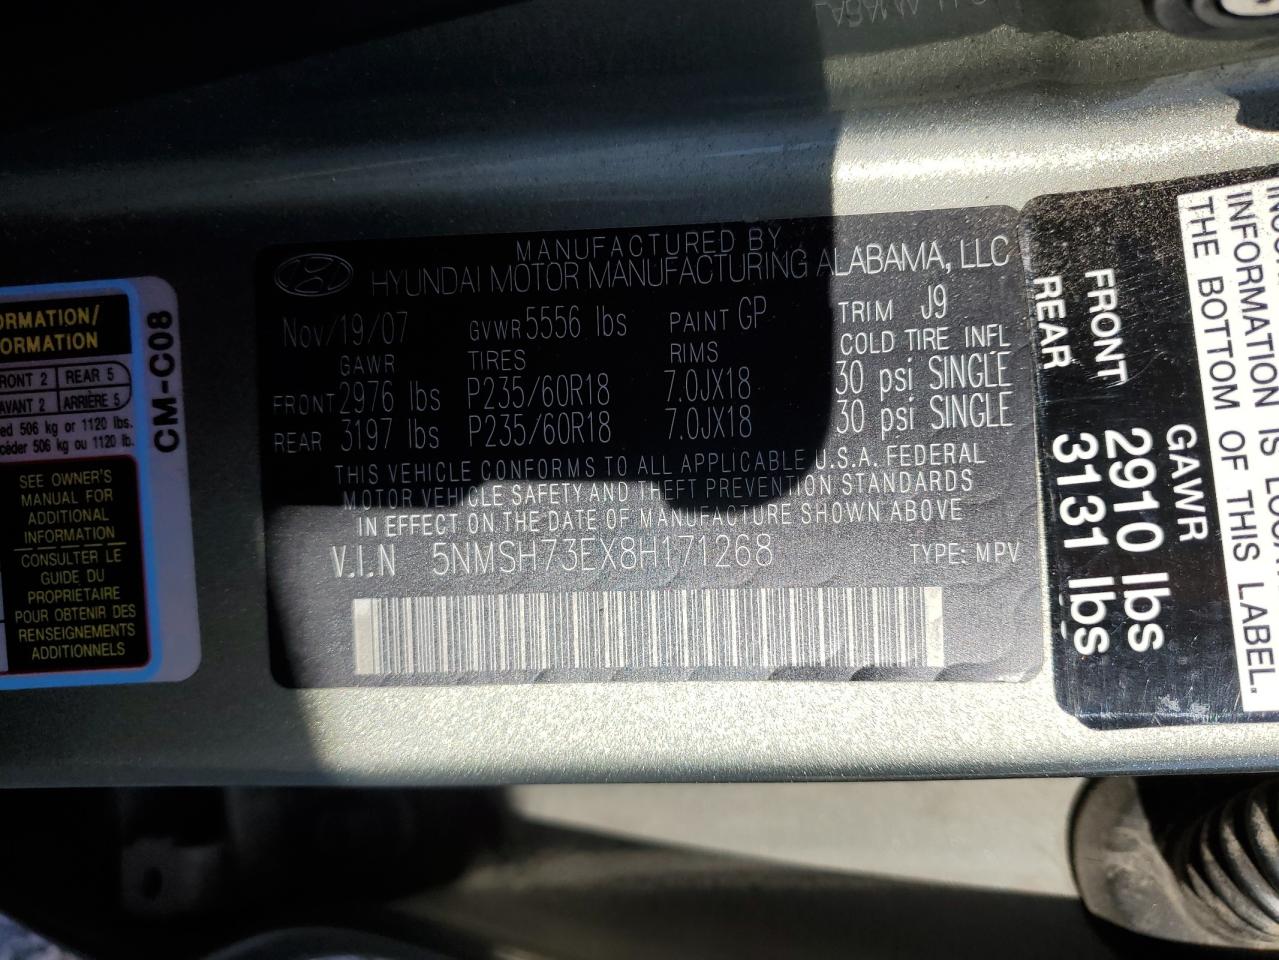 MANUFACTURED BY
HYUNDAI MOTOR MANUFACTURING ALABAMA, LLC
Nov/19/07 GVWR 5556 lbs PAINT GP TRIM J9
GAWR TIRES RIMS COLD TIRE INFL
FRONT 2976 lbs P235/60R18 7.0JX18 30 psi SINGLE
REAR 3197 lbs P235/60R18 7.0JX18 30 psi SINGLE
THIS VEHICLE CONFORMS TO ALL APPLICABLE U.S.A. FEDERAL
MOTOR VEHICLE SAFETY AND THEFT PREVENTION STANDARDS
IN EFFECT ON THE DATE OF MANUFACTURE SHOWN ABOVE
V.I.N 5NMSH73EX8H171268 TYPE: MPV
FRONT 2 REAR 5
AVANT 2 ARRIÈRE 5
506 kg or 1120 lbs.
506 kg ou 1120 lb.
SEE OWNER'S
MANUAL FOR
ADDITIONAL
INFORMATION
CONSULTER LE
GUIDE DU
PROPRIETAIRE
POUR OBTENIR DES
RENSEIGNEMENTS
ADDITIONNELS
CM-C08
INFORMATION IS
THE BOTTOM OF THIS LABEL.
GAWR
FRONT 2910 lbs
REAR 3131 lbs